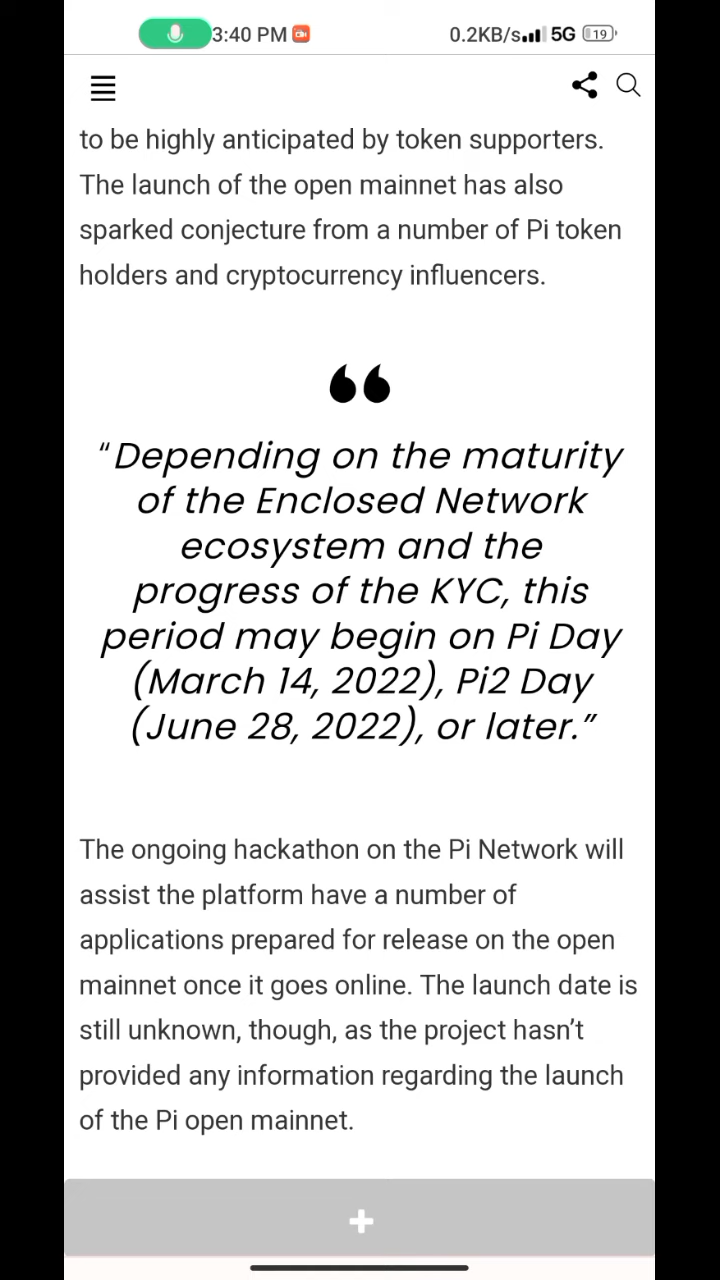 3:40 PM
0.2KB/s 5G 19
to be highly anticipated by token supporters.
The launch of the open mainnet has also
sparked conjecture from a number of Pi token
holders and cryptocurrency influencers.
“Depending on the maturity
of the Enclosed Network
ecosystem and the
progress of the KYC, this
period may begin on Pi Day
(March 14, 2022), Pi2 Day
(June 28, 2022), or later.”
The ongoing hackathon on the Pi Network will
assist the platform have a number of
applications prepared for release on the open
mainnet once it goes online. The launch date is
still unknown, though, as the project hasn’t
provided any information regarding the launch
of the Pi open mainnet.